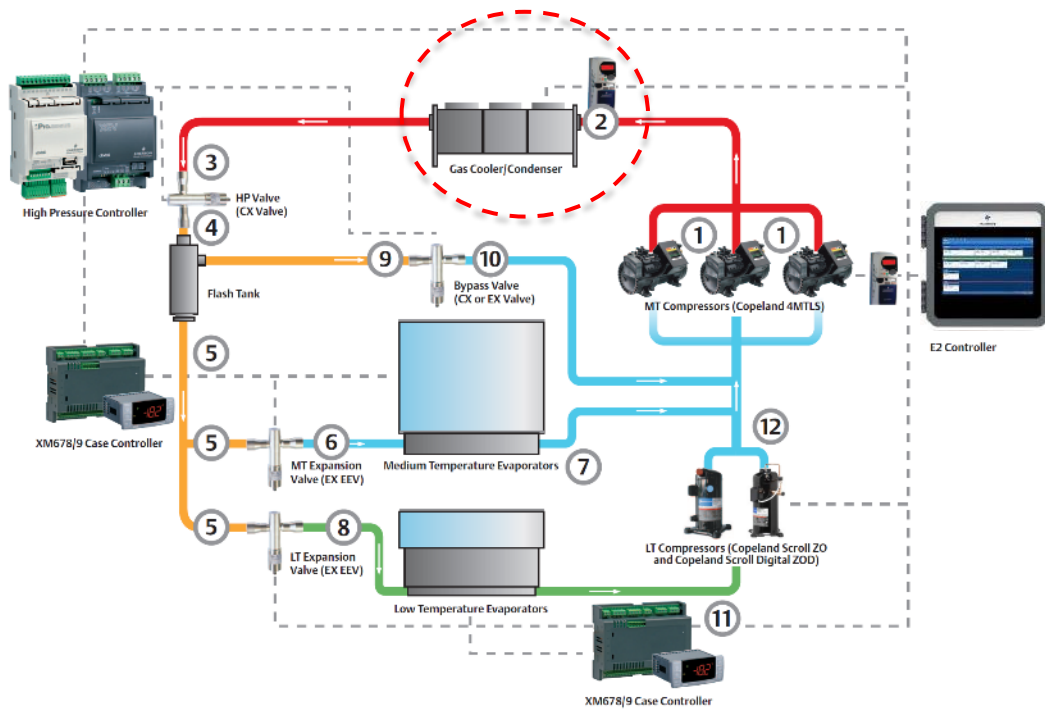 2
Gas Cooler/Condenser
3
High Pressure Controller
HP Valve
(CX Valve)
4
1
1
9
10
Flash Tank
Bypass Valve
(CX or EX Valve)
MT Compressors (Copeland 4MTLS)
E2 Controller
5
XM678/9 Case Controller
5
6
MT Expansion
Valve (EX EEV)
Medium Temperature Evaporators
7
12
5
8
LT Expansion
Valve (EX EEV)
LT Compressors (Copeland Scroll ZO
and Copeland Scroll Digital ZOD)
Low Temperature Evaporators
11
XM678/9 Case Controller